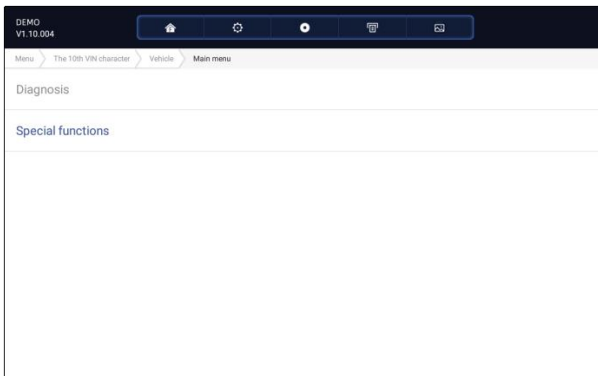 DEMO
V1.10.004
Menu The 10th VIN character Vehicle Main menu
Diagnosis
Special functions